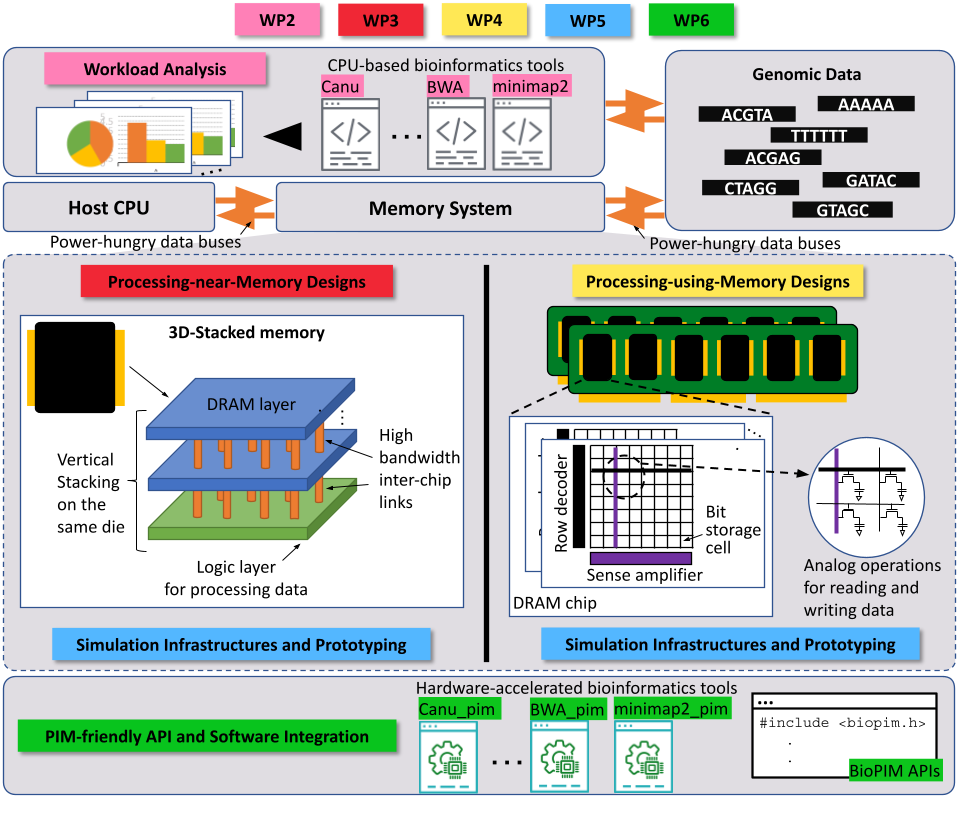 WP2
WP3
WP4
WP5
WP6
Workload Analysis
CPU-based bioinformatics tools
Canu
BWA
minimap2
...
...
Genomic Data
ACGTA
AAAAA
TTTTTT
ACGAG
CTAGG
GATAC
GTAGC
Host CPU
Memory System
Power-hungry data buses
Power-hungry data buses
Processing-near-Memory Designs
3D-Stacked memory
DRAM layer
Vertical
Stacking
on the
same die
High
bandwidth
inter-chip
links
Logic layer
for processing data
Simulation Infrastructures and Prototyping
Processing-using-Memory Designs
Row decoder
Bit
storage
cell
Sense amplifier
DRAM chip
Analog operations
for reading and
writing data
Simulation Infrastructures and Prototyping
PIM-friendly API and Software Integration
Hardware-accelerated bioinformatics tools
Canu_pim
BWA_pim
minimap2_pim
...
#include <biopim.h>
.
.
BioPIM APIs